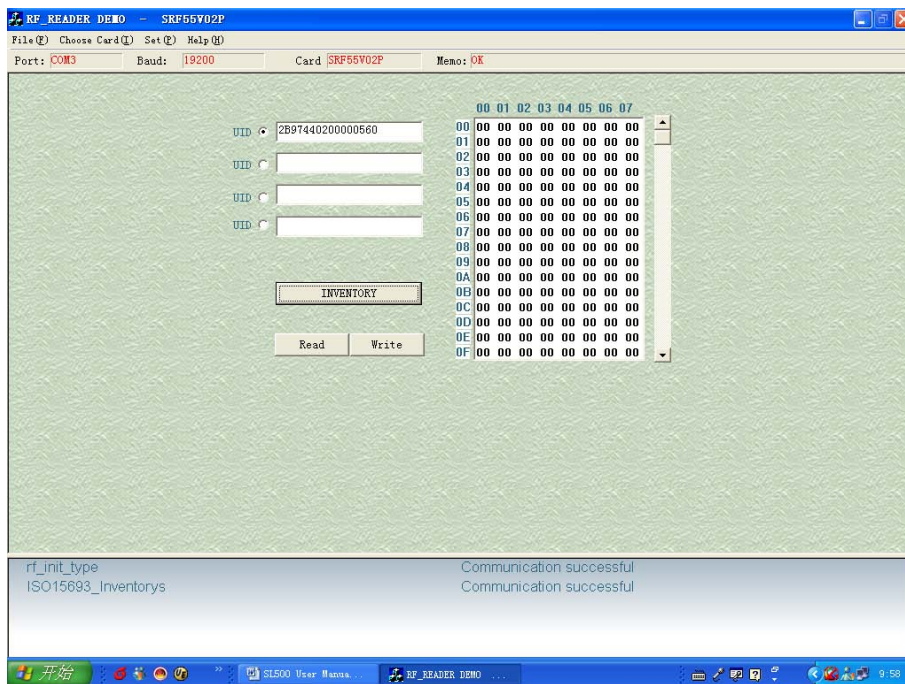 RF_READER DEMO - SRF55V02P
File(F) Choose Card(I) Set(P) Help(H)
Port: COM3 Baud: 19200 Card SRF55V02P Memo: OK
00 01 02 03 04 05 06 07
UID 2B97440200000560
UID
UID
UID
INVENTORY
Read Write
00 00 00 00 00 00 00 00 00
01 00 00 00 00 00 00 00 00
02 00 00 00 00 00 00 00 00
03 00 00 00 00 00 00 00 00
04 00 00 00 00 00 00 00 00
05 00 00 00 00 00 00 00 00
06 00 00 00 00 00 00 00 00
07 00 00 00 00 00 00 00 00
08 00 00 00 00 00 00 00 00
09 00 00 00 00 00 00 00 00
0A 00 00 00 00 00 00 00 00
0B 00 00 00 00 00 00 00 00
0C 00 00 00 00 00 00 00 00
0D 00 00 00 00 00 00 00 00
0E 00 00 00 00 00 00 00 00
0F 00 00 00 00 00 00 00 00
rf_init_type Communication successful
ISO15693_Inventorys Communication successful
开始 SL500 User Manua... RF_READER DEMO ... 9:58